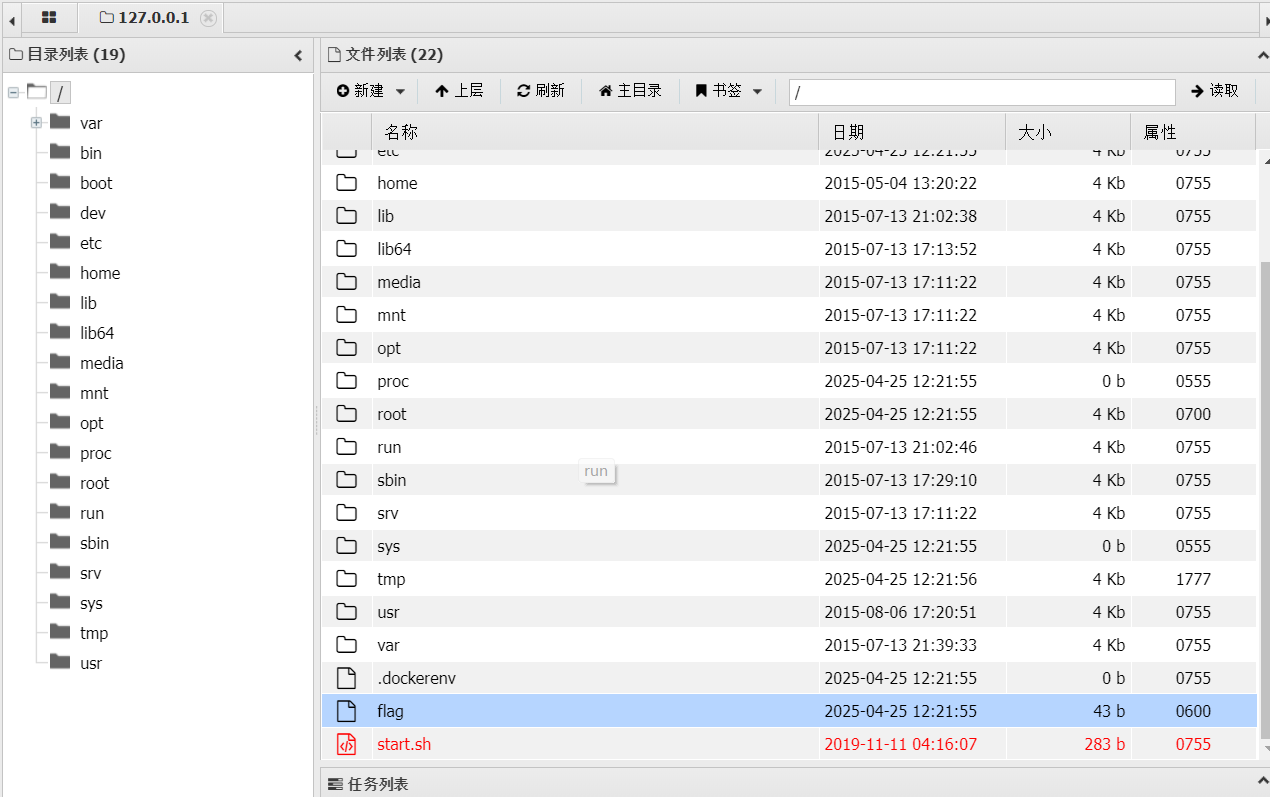 127.0.0.1
目录列表 (19)
/
var
bin
boot
dev
etc
home
lib
lib64
media
mnt
opt
proc
root
run
sbin
srv
sys
tmp
usr
文件列表 (22)
新建 上层 刷新 主目录 书签 / 读取
名称 日期 大小 属性
etc 2025-04-25 12:21:55 4 Kb 0755
home 2015-05-04 13:20:22 4 Kb 0755
lib 2015-07-13 21:02:38 4 Kb 0755
lib64 2015-07-13 17:13:52 4 Kb 0755
media 2015-07-13 17:11:22 4 Kb 0755
mnt 2015-07-13 17:11:22 4 Kb 0755
opt 2015-07-13 17:11:22 4 Kb 0755
proc 2025-04-25 12:21:55 0 b 0555
root 2025-04-25 12:21:55 4 Kb 0700
run 2015-07-13 21:02:46 4 Kb 0755
run
sbin 2015-07-13 17:29:10 4 Kb 0755
srv 2015-07-13 17:11:22 4 Kb 0755
sys 2025-04-25 12:21:55 0 b 0555
tmp 2025-04-25 12:21:56 4 Kb 1777
usr 2015-08-06 17:20:51 4 Kb 0755
var 2015-07-13 21:39:33 4 Kb 0755
.dockerenv 2025-04-25 12:21:55 0 b 0755
flag 2025-04-25 12:21:55 43 b 0600
start.sh 2019-11-11 04:16:07 283 b 0755
任务列表